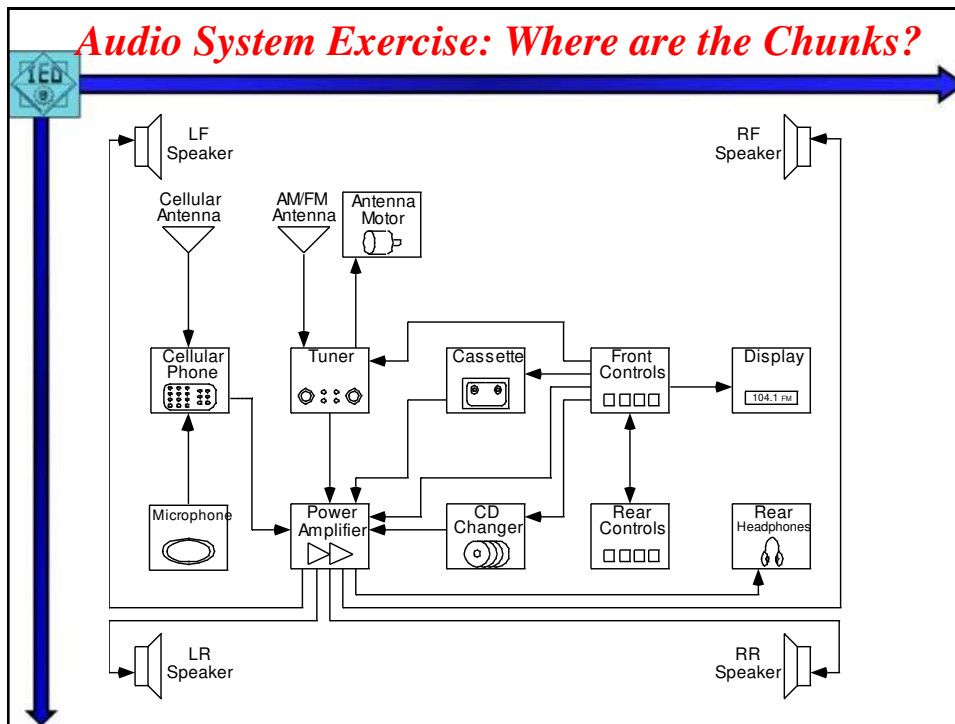 Audio System Exercise: Where are the Chunks?
IED
LF
Speaker
RF
Speaker
Cellular
Antenna
AM/FM
Antenna
Antenna
Motor
Cellular
Phone
Tuner
Cassette
Front
Controls
Display
104.1 FM
Microphone
Power
Amplifier
CD
Changer
Rear
Controls
Rear
Headphones
LR
Speaker
RR
Speaker